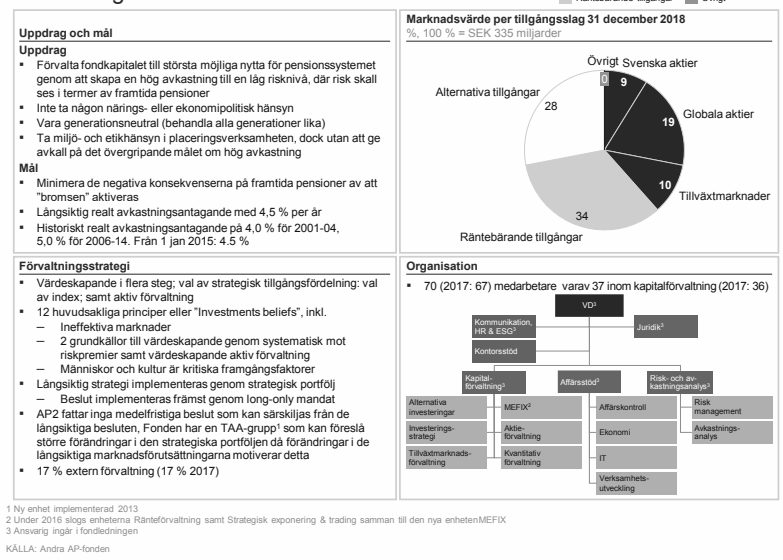 Uppdrag och mål
Uppdrag
▪ Förvalta fondkapitalet till största möjliga nytta för pensionssystemet
genom att skapa en hög avkastning till en låg risknivå, där risk skall
ses i termer av framtida pensioner
▪ Inte ta någon närings- eller ekonomipolitisk hänsyn
▪ Vara generationsneutral (behandla alla generationer lika)
▪ Ta miljö- och etikhänsyn i placeringsverksamheten, dock utan att ge
avkall på det övergripande målet om hög avkastning
Mål
▪ Minimera de negativa konsekvenserna på framtida pensioner av att
"bromsen" aktiveras
▪ Långsiktig realt avkastningsantagande med 4,5 % per år
▪ Historiskt realt avkastningsantagande på 4,0 % för 2001-04,
5,0 % för 2006-14. Från 1 jan 2015: 4.5 %
Marknadsvärde per tillgångsslag 31 december 2018
%, 100 % = SEK 335 miljarder
Övrigt
Svenska aktier
0
9
Alternativa tillgångar
28
Globala aktier
19
10
Tillväxtmarknader
34
Räntebärande tillgångar
Förvaltningsstrategi
▪ Värdeskapande i flera steg; val av strategisk tillgångsfördelning: val
av index; samt aktiv förvaltning
▪ 12 huvudsakliga principer eller "Investments beliefs", inkl.
– Ineffektiva marknader
– 2 grundkällor till värdeskapande genom systematisk mot
riskpremier samt värdeskapande aktiv förvaltning
– Människor och kultur är kritiska framgångsfaktorer
▪ Långsiktig strategi implementeras genom strategisk portfölj
– Beslut implementeras främst genom long-only mandat
▪ AP2 fattar inga medelfristiga beslut som kan särskiljas från de
långsiktiga besluten, Fonden har en TAA-grupp¹ som kan föreslå
större förändringar i den strategiska portföljen då förändringar i de
långsiktiga marknadsförutsättningarna motiverar detta
▪ 17 % extern förvaltning (17 % 2017)
Organisation
▪ 70 (2017: 67) medarbetare varav 37 inom kapitalförvaltning (2017: 36)
VD³
Kommunikation,
HR & ESG³
Juridik³
Kontorsstöd
Kapital-
förvaltning³
Affärsstöd³
Risk- och av-
kastningsanalys³
Alternativa
investeringar
MEFIX²
Affärskontroll
Risk
management
Investerings-
strategi
Aktie-
förvaltning
Ekonomi
Avkastnings-
analys
Tillväxtmarknads-
förvaltning
Kvantitativ
förvaltning
IT
Verksamhets-
utveckling
1 Ny enhet implementerad 2013
2 Under 2016 slogs enheterna Ränteförvaltning samt Strategisk exponering & trading samman till den nya enhetenMEFIX
3 Ansvarig ingår i fondledningen
KÄLLA: Andra AP-fonden